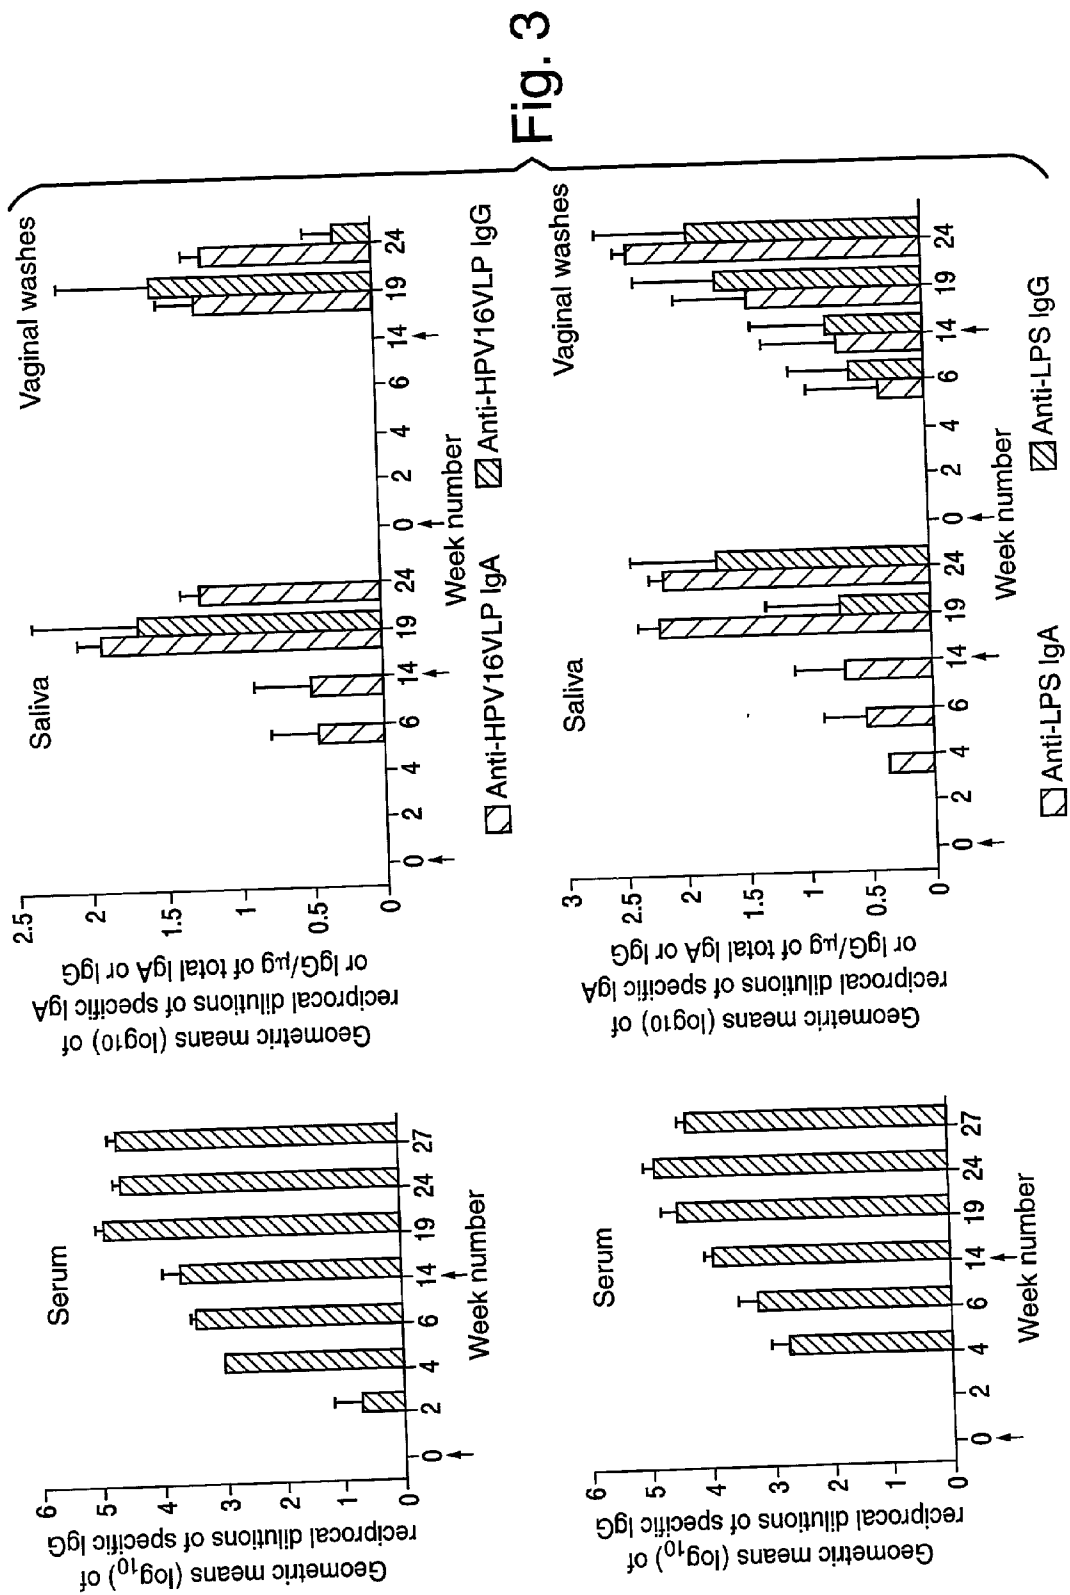 Geometric means (log₁₀) of
reciprocal dilutions of specific IgG
6
5
4
3
2
1
0
Serum
0 2 4 6 14 19 24 27
Week number
Geometric means (log10) of
reciprocal dilutions of specific IgA
or IgG/µg of total IgA or IgG
2.5
2
1.5
1
0.5
0
Saliva
Vaginal washes
0 2 4 6 14 19 24 0 2 4 6 14 19 24
Week number
Anti-HPV16VLP IgA
Anti-HPV16VLP IgG
Geometric means (log₁₀) of
reciprocal dilutions of specific IgG
6
5
4
3
2
1
0
Serum
0 2 4 6 14 19 24 27
Week number
Geometric means (log10) of
reciprocal dilutions of specific IgA
or IgG/µg of total IgA or IgG
3
2.5
2
1.5
1
0.5
0
Saliva
Vaginal washes
0 2 4 6 14 19 24 0 2 4 6 14 19 24
Week number
Anti-LPS IgA
Anti-LPS IgG
Fig. 3